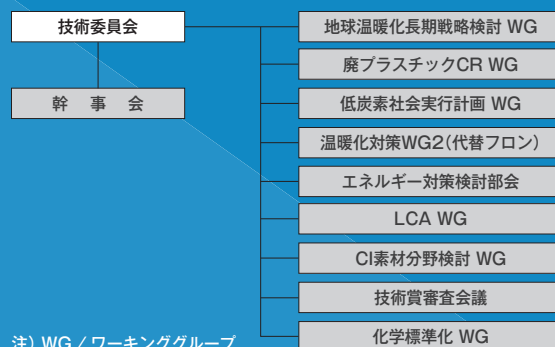 技術委員会
幹 事 会
地球温暖化長期戦略検討 WG
廃プラスチックCR WG
低炭素社会実行計画 WG
温暖化対策WG2(代替フロン)
エネルギー対策検討部会
LCA WG
CI素材分野検討 WG
技術賞審査会議
化学標準化 WG
注) WG/ワーキンググループ